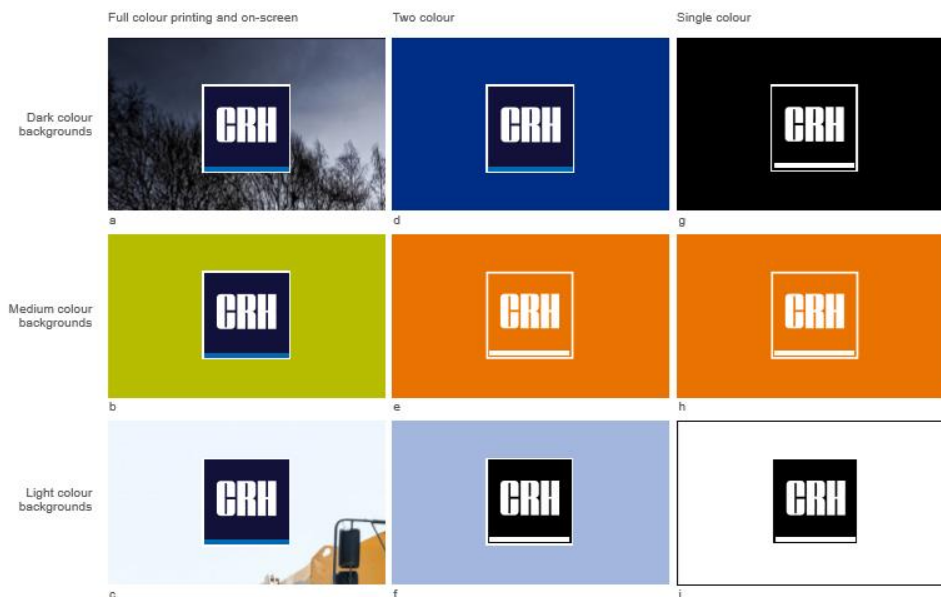 Full colour printing and on-screen
Two colour
Single colour
Dark colour
backgrounds
CRH
CRH
CRH
a
d
g
Medium colour
backgrounds
CRH
CRH
CRH
b
e
h
Light colour
backgrounds
CRH
CRH
CRH
c
f
i